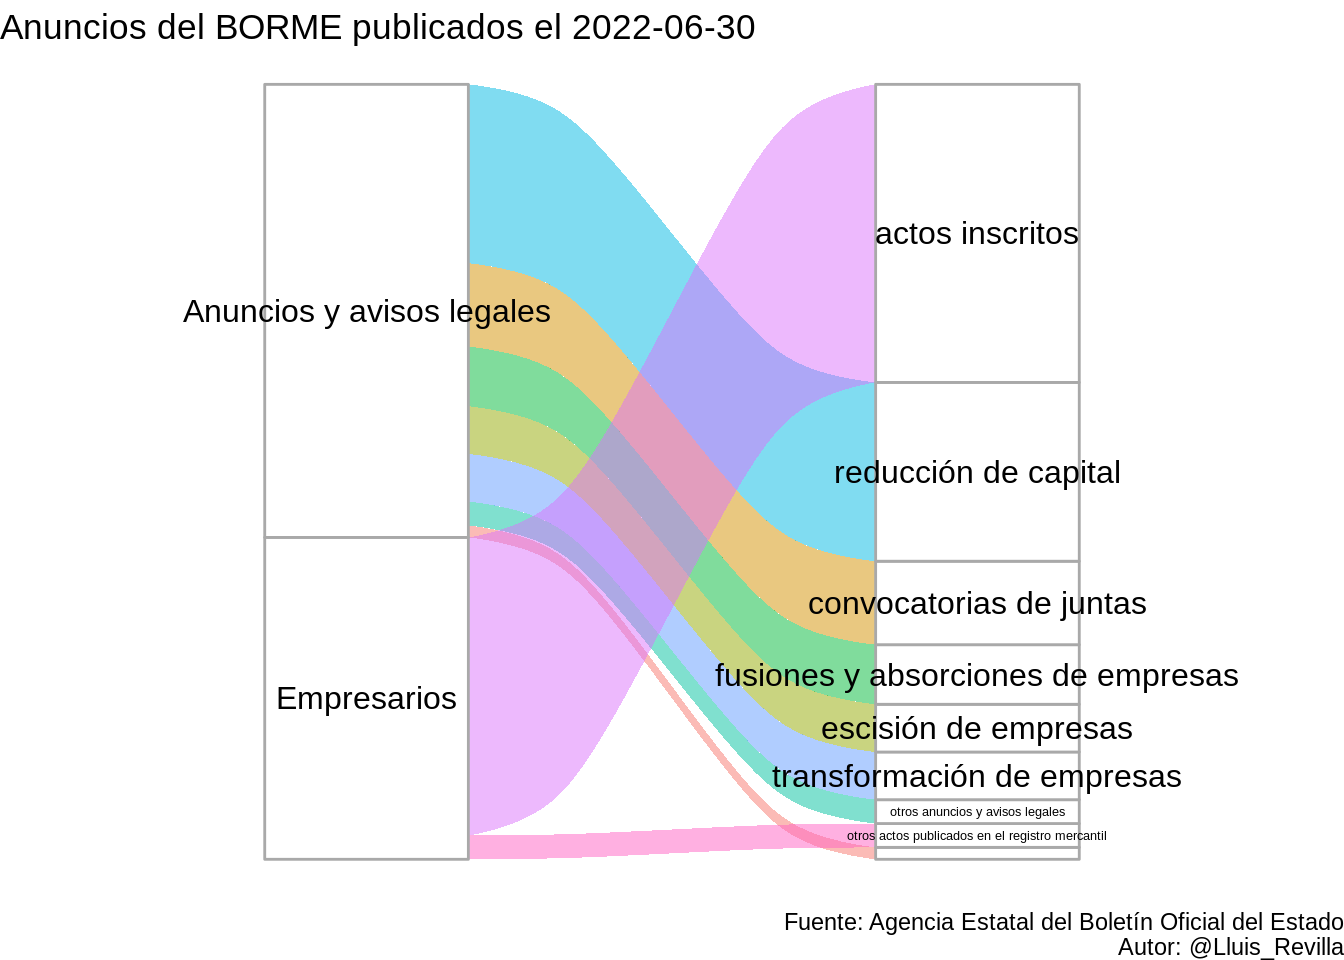 Anuncios del BORME publicados el 2022-06-30
actos inscritos
Anuncios y avisos legales
reducción de capital
convocatorias de juntas
fusiones y absorciones de empresas
Empresarios
escisión de empresas
transformación de empresas
otros anuncios y avisos legales
otros actos publicados en el registro mercantil
Fuente: Agencia Estatal del Boletín Oficial del Estado
Autor: @Lluis_Revilla